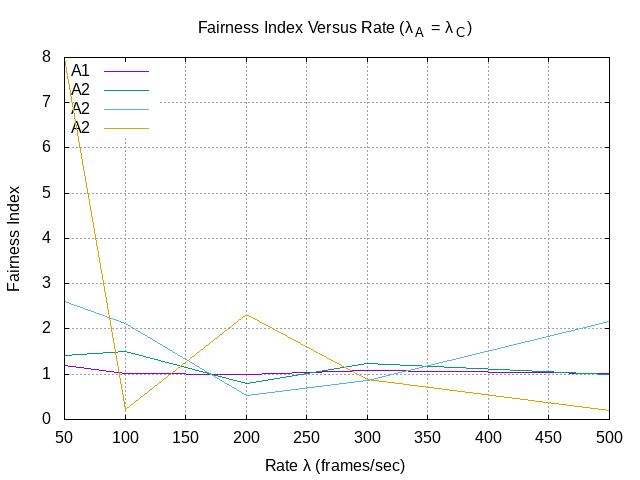 Fairness Index Versus Rate (λA = λC)
8
7
6
5
4
3
2
1
0
A1
A2
A2
A2
Fairness Index
50 100 150 200 250 300 350 400 450 500
Rate λ (frames/sec)